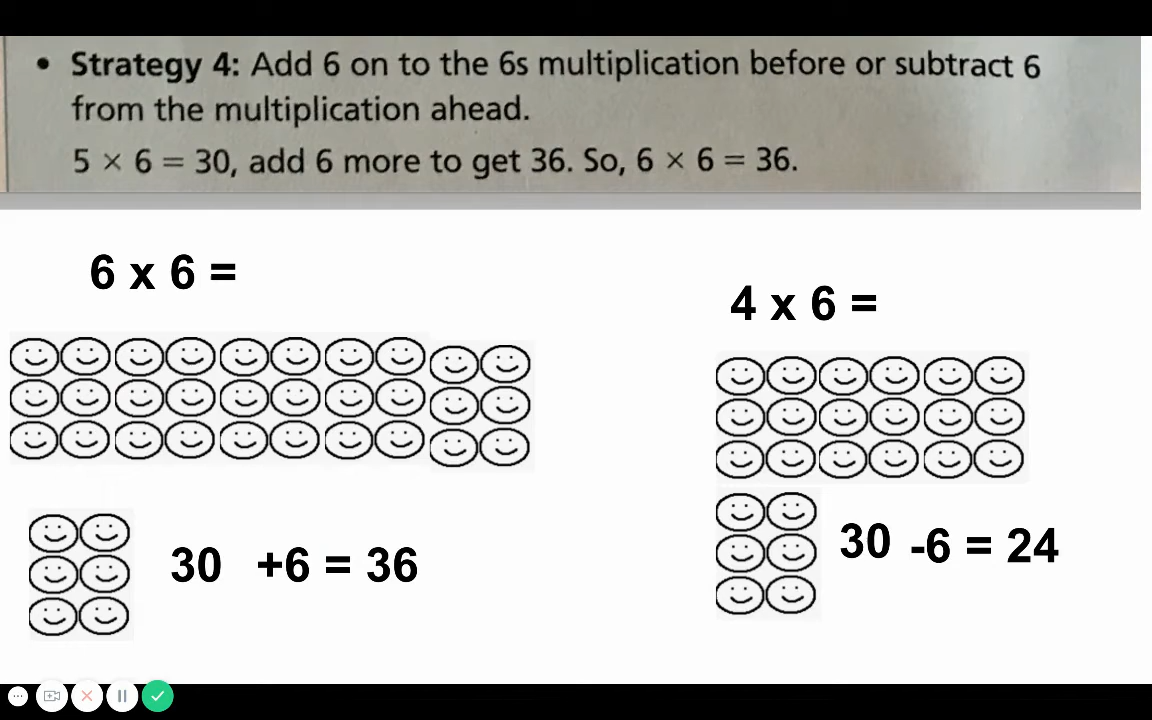 • Strategy 4: Add 6 on to the 6s multiplication before or subtract 6
from the multiplication ahead.
5 × 6 = 30, add 6 more to get 36. So, 6 × 6 = 36.
6 x 6 =
4 x 6 =
30 +6 = 36
30 -6 = 24